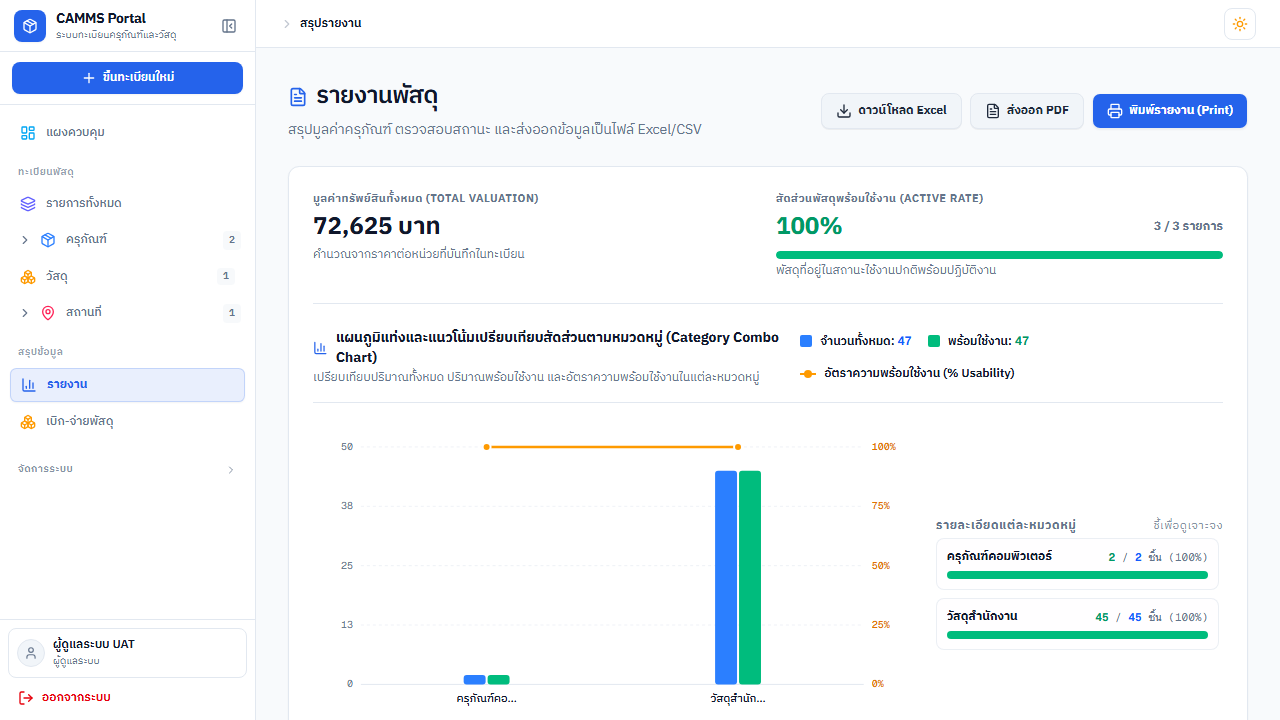 CAMMS Portal
ระบบทะเบียนครุภัณฑ์และวัสดุ
ขึ้นทะเบียนใหม่
แผงควบคุม
ทะเบียนพัสดุ
รายการทั้งหมด
ครุภัณฑ์ 2
วัสดุ 1
สถานที่ 1
สรุปข้อมูล
รายงาน
เบิก-จ่ายพัสดุ
จัดการระบบ
ผู้ดูแลระบบ UAT
ผู้ดูแลระบบ
ออกจากระบบ
สรุปรายงาน
รายงานพัสดุ
สรุปมูลค่าครุภัณฑ์ ตรวจสอบสถานะ และส่งออกข้อมูลเป็นไฟล์ Excel/CSV
ดาวน์โหลด Excel
ส่งออก PDF
พิมพ์รายงาน (Print)
มูลค่าทรัพย์สินทั้งหมด (TOTAL VALUATION)
72,625 บาท
คำนวณจากราคาต่อหน่วยที่บันทึกในทะเบียน
สัดส่วนพัสดุพร้อมใช้งาน (ACTIVE RATE)
100% 3 / 3 รายการ
พัสดุที่อยู่ในสถานะใช้งานปกติพร้อมปฏิบัติงาน
แผนภูมิแท่งและแนวโน้มเปรียบเทียบสัดส่วนตามหมวดหมู่ (Category Combo
Chart)
เปรียบเทียบปริมาณทั้งหมด ปริมาณพร้อมใช้งาน และอัตราความพร้อมใช้งานในแต่ละหมวดหมู่
จำนวนทั้งหมด: 47 พร้อมใช้งาน: 47
อัตราความพร้อมใช้งาน (% Usability)
50 100%
38 75%
25 50%
13 25%
0 0%
ครุภัณฑ์คอ... วัสดุสำนัก...
รายละเอียดแต่ละหมวดหมู่ ชี้เพื่อดูเจาะจง
ครุภัณฑ์คอมพิวเตอร์ 2 / 2 ชิ้น (100%)
วัสดุสำนักงาน 45 / 45 ชิ้น (100%)